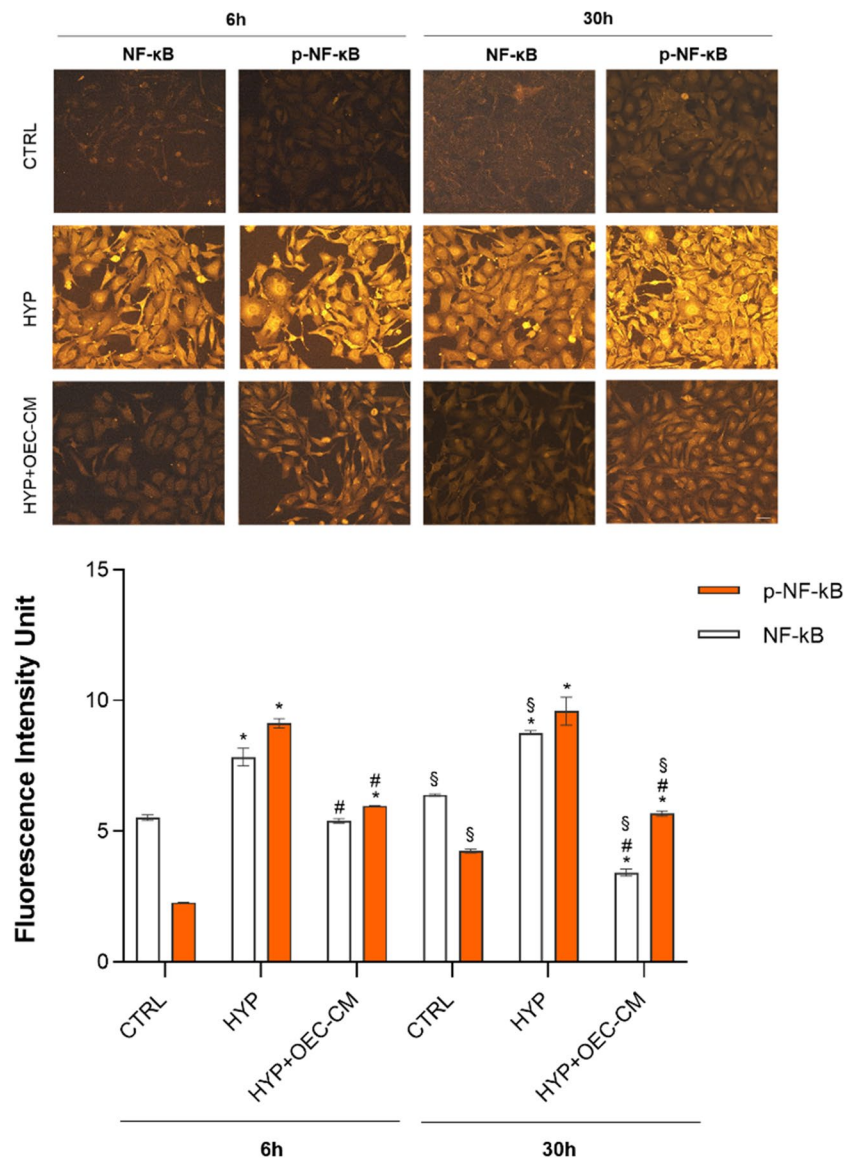 6h 30h
NF-κB p-NF-κB NF-κB p-NF-κB
CTRL
HYP
HYP+OEC-CM
15
10
5
0
Fluorescence Intensity Unit
p-NF-kB
NF-kB
* * # # * § § § * * § # * § # *
CTRL HYP HYP+OEC-CM CTRL HYP HYP+OEC-CM
6h 30h